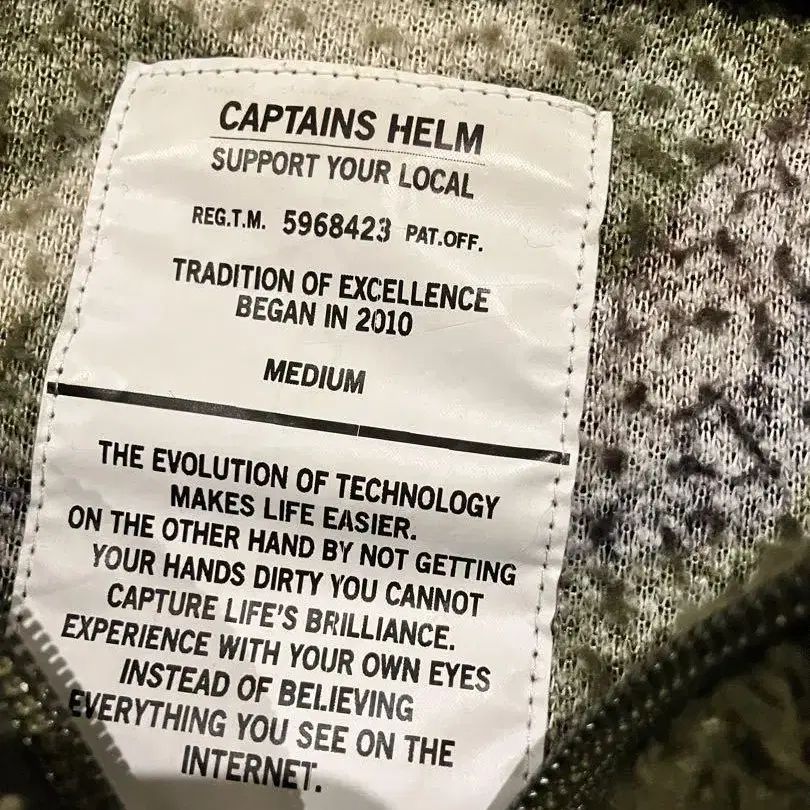 CAPTAINS HELM
SUPPORT YOUR LOCAL
REG.T.M. 5968423 PAT.OFF.
TRADITION OF EXCELLENCE
BEGAN IN 2010
MEDIUM
THE EVOLUTION OF TECHNOLOGY
MAKES LIFE EASIER.
ON THE OTHER HAND BY NOT GETTING
YOUR HANDS DIRTY YOU CANNOT
CAPTURE LIFE'S BRILLIANCE.
EXPERIENCE WITH YOUR OWN EYES
INSTEAD OF BELIEVING
EVERYTHING YOU SEE ON THE
INTERNET.